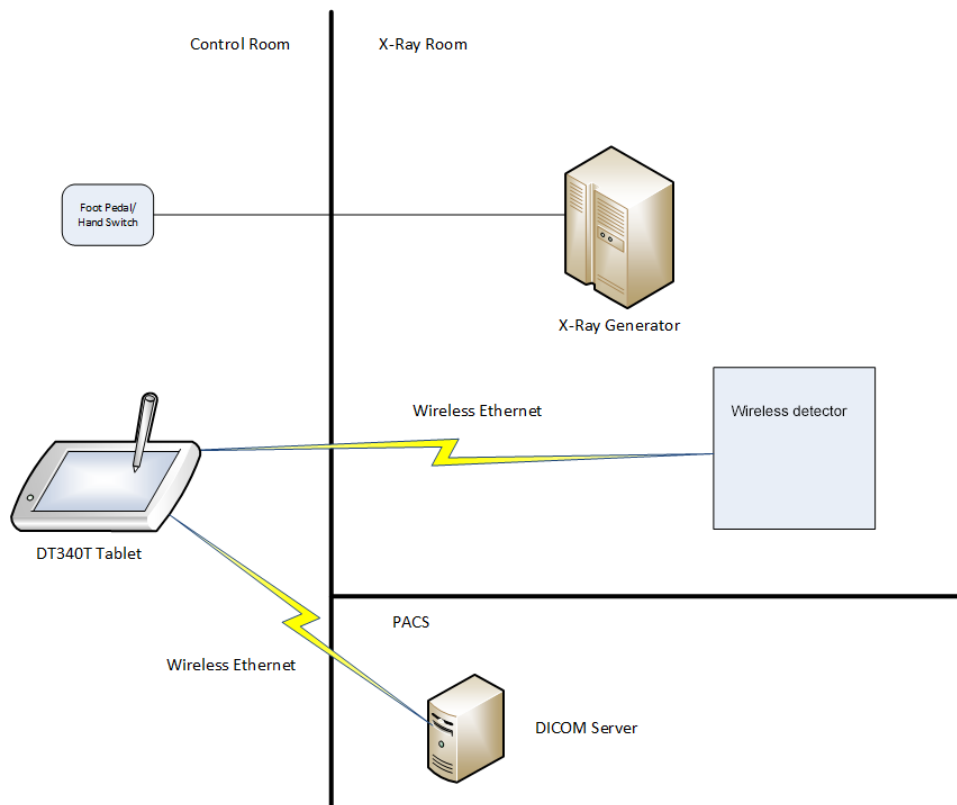 Control Room
X-Ray Room
Foot Pedal/
Hand Switch
X-Ray Generator
Wireless Ethernet
Wireless detector
DT340T Tablet
PACS
Wireless Ethernet
DICOM Server